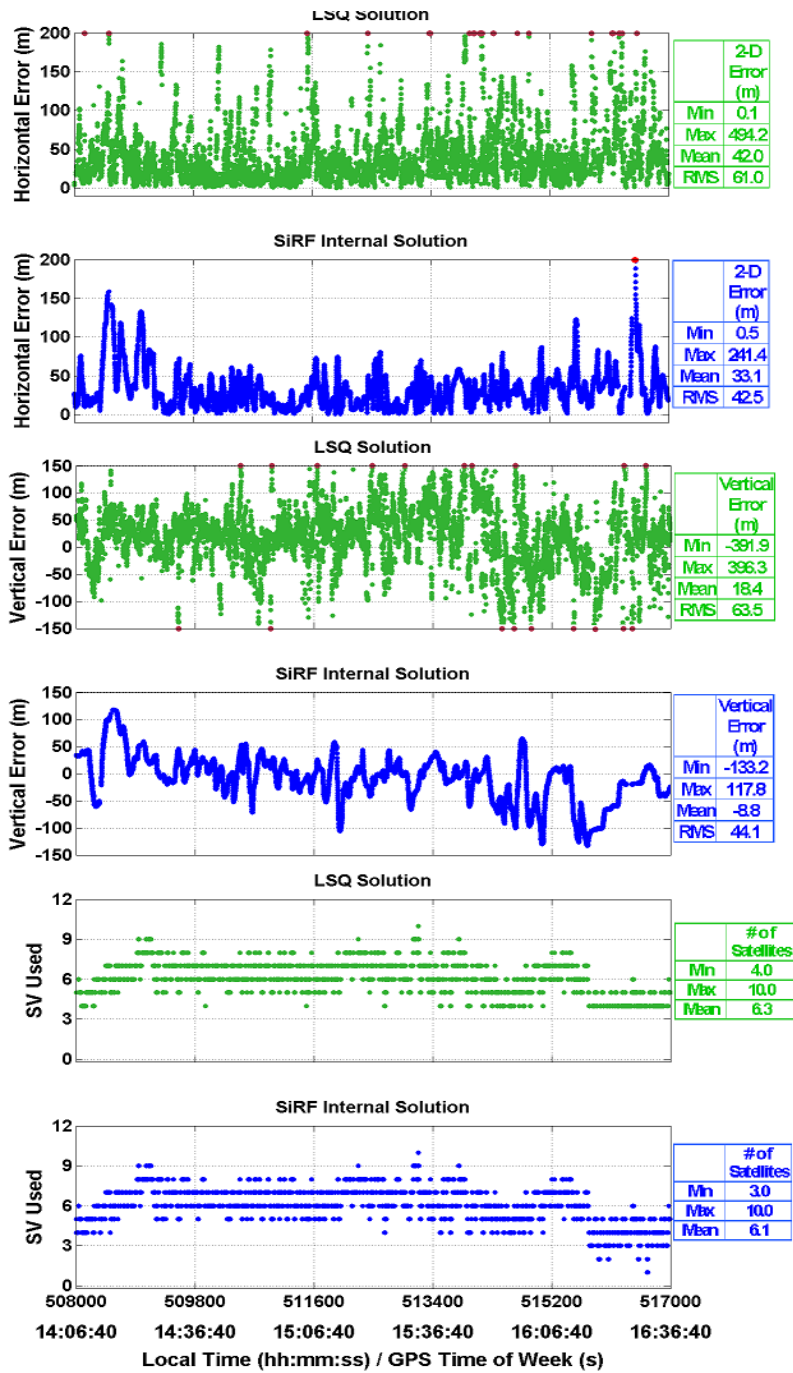 LSQ Solution
Horizontal Error (m)
200
150
100
50
0
2-D
Error
(m)
Min 0.1
Max 494.2
Mean 42.0
RMS 61.0
SiRF Internal Solution
Horizontal Error (m)
200
150
100
50
0
2-D
Error
(m)
Min 0.5
Max 241.4
Mean 33.1
RMS 42.5
LSQ Solution
Vertical Error (m)
150
100
50
0
-50
-100
-150
Vertical
Error
(m)
Min -391.9
Max 396.3
Mean 18.4
RMS 63.5
SiRF Internal Solution
Vertical Error (m)
150
100
50
0
-50
-100
-150
Vertical
Error
(m)
Min -133.2
Max 117.8
Mean -8.8
RMS 44.1
LSQ Solution
SV Used
12
9
6
3
0
# of
Satellites
Min 4.0
Max 10.0
Mean 6.3
SiRF Internal Solution
SV Used
12
9
6
3
0
# of
Satellites
Min 3.0
Max 10.0
Mean 6.1
508000 509800 511600 513400 515200 517000
14:06:40 14:36:40 15:06:40 15:36:40 16:06:40 16:36:40
Local Time (hh:mm:ss) / GPS Time of Week (s)